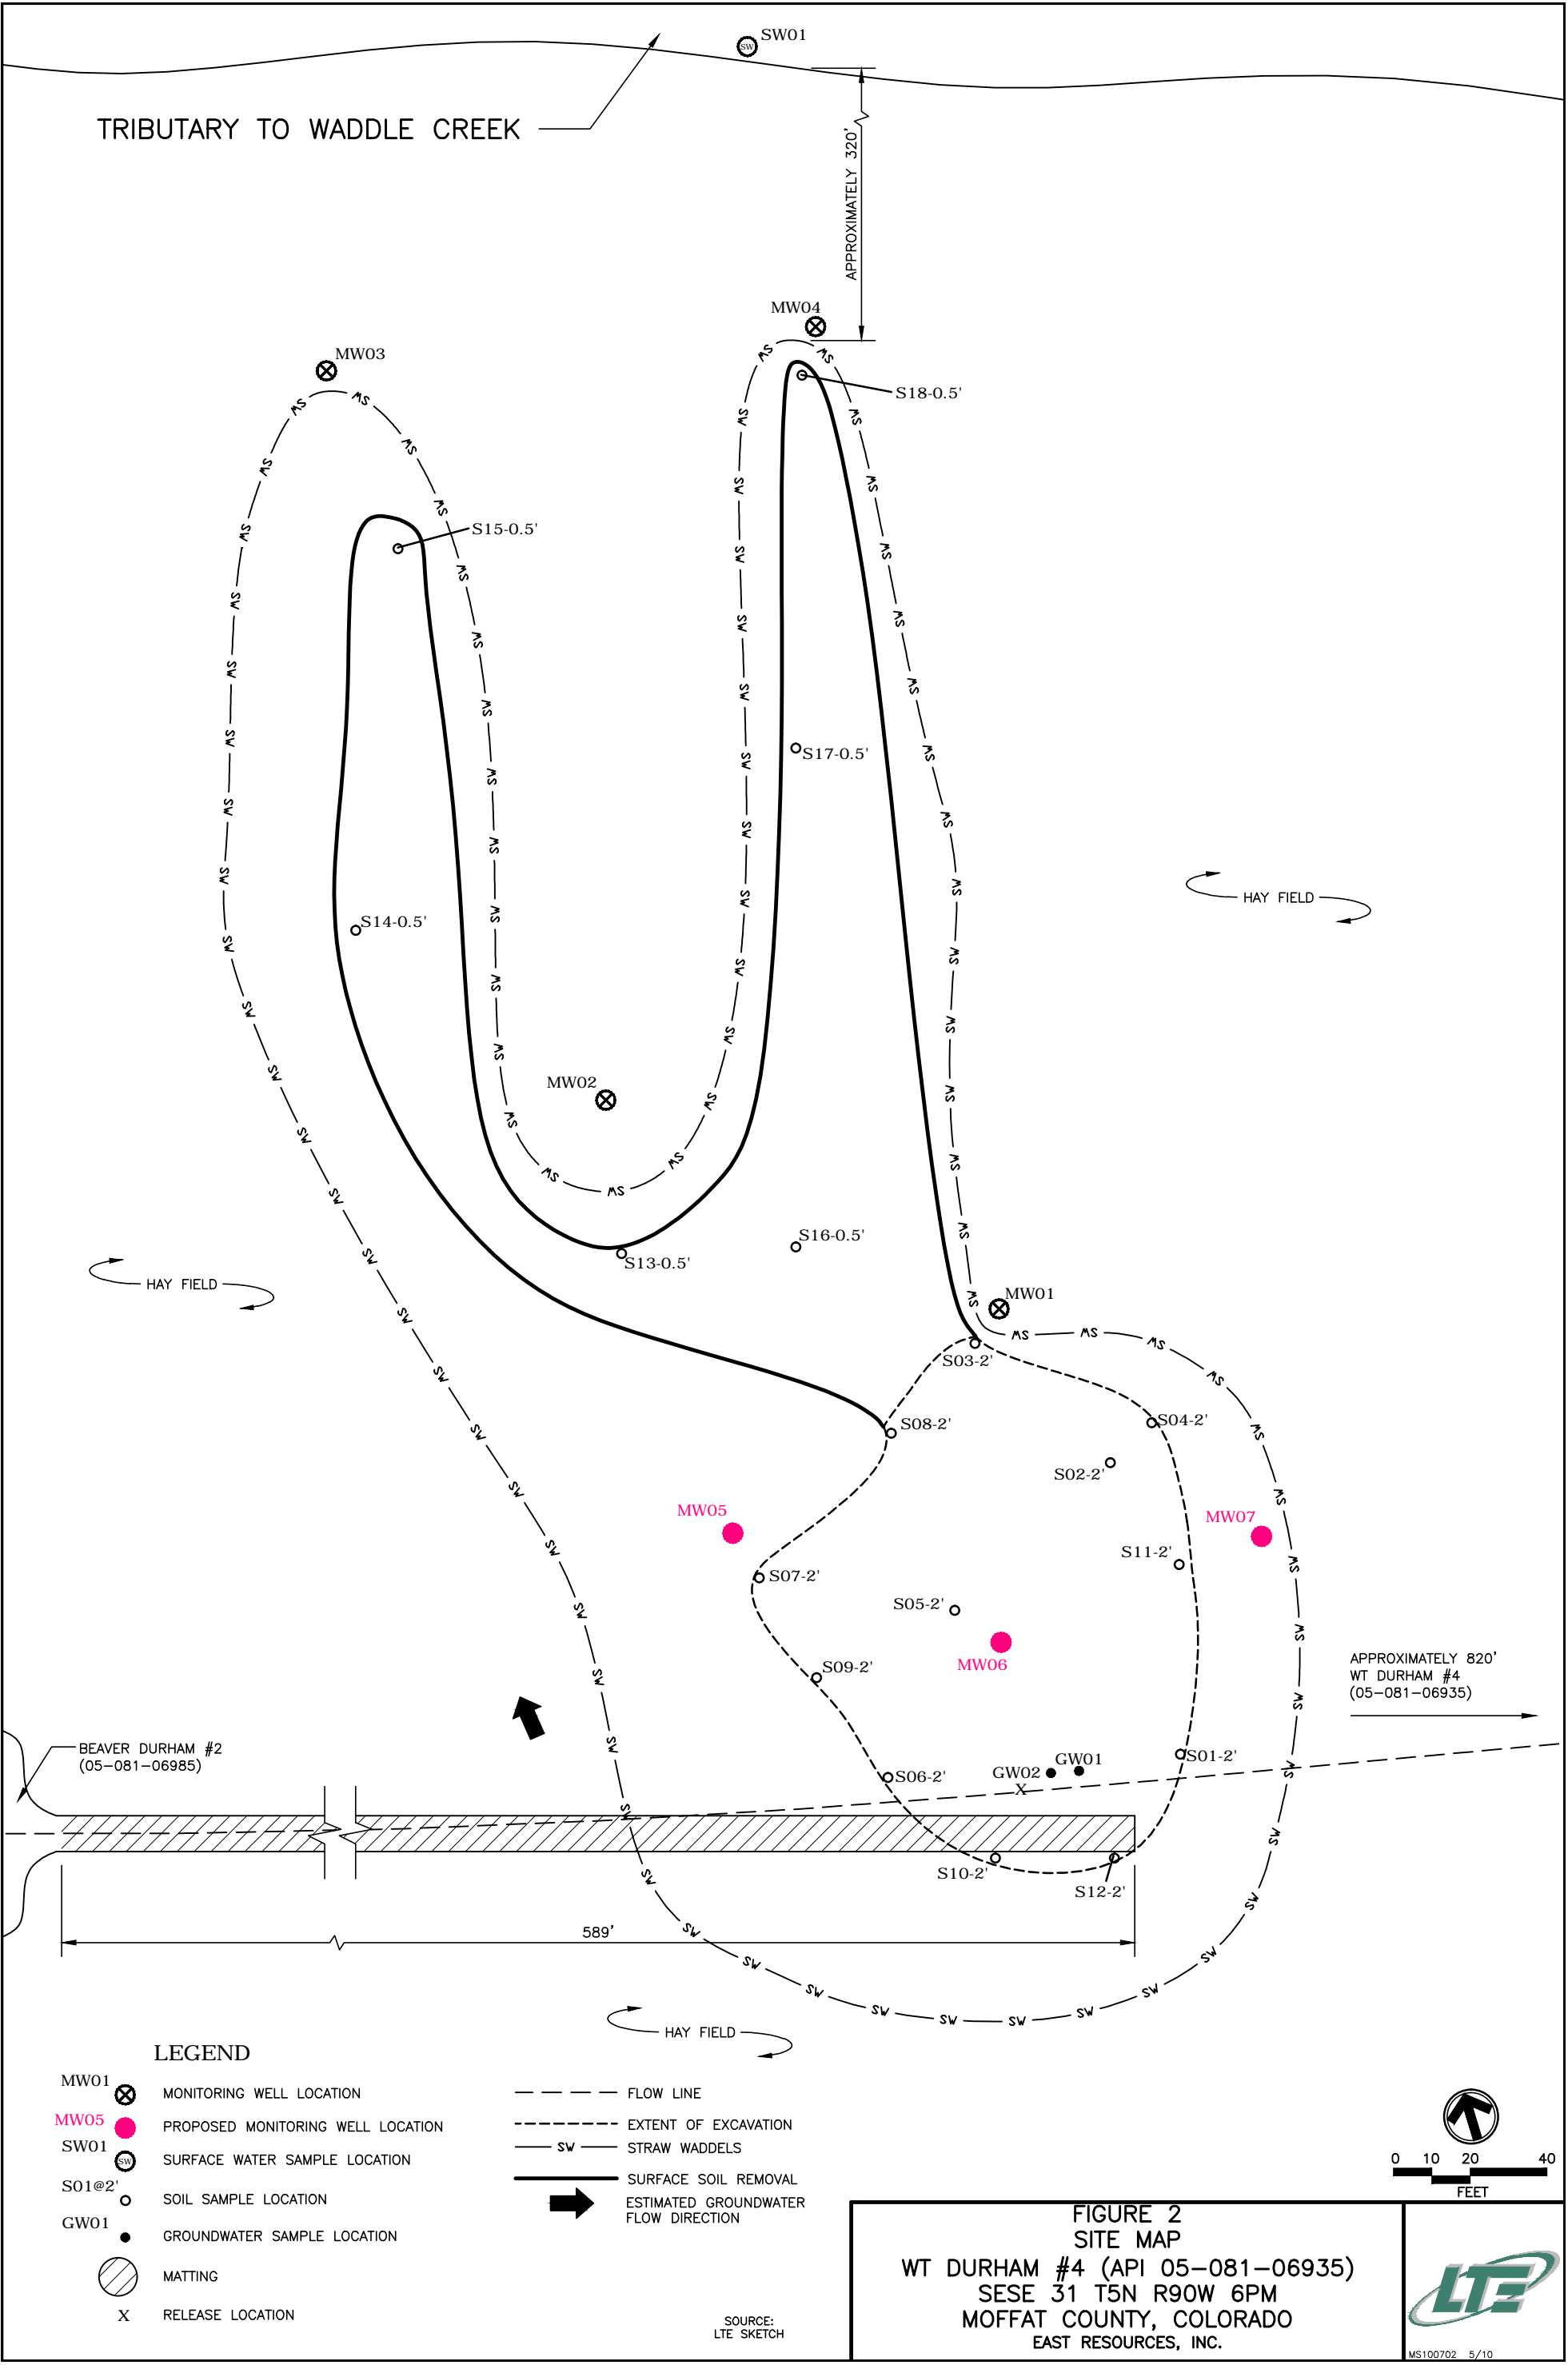 SW
SW01
TRIBUTARY TO WADDLE CREEK
APPROXIMATELY 320'
MW04
MW03
S18-0.5'
S15-0.5'
S17-0.5'
HAY FIELD
S14-0.5'
MW02
S16-0.5'
S13-0.5'
HAY FIELD
MW01
S03-2'
S08-2'
S04-2'
S02-2'
MW05
MW07
S11-2'
S07-2'
S05-2'
MW06
S09-2'
APPROXIMATELY 820'
WT DURHAM #4
(05-081-06935)
BEAVER DURHAM #2
(05-081-06985)
GW01
GW02
X
S01-2'
S06-2'
S10-2'
S12-2'
589'
HAY FIELD
LEGEND
MW01
MONITORING WELL LOCATION
MW05
PROPOSED MONITORING WELL LOCATION
SW01
SW
SURFACE WATER SAMPLE LOCATION
S01@2'
SOIL SAMPLE LOCATION
GW01
GROUNDWATER SAMPLE LOCATION
MATTING
X RELEASE LOCATION
FLOW LINE
EXTENT OF EXCAVATION
SW STRAW WADDELS
SURFACE SOIL REMOVAL
ESTIMATED GROUNDWATER
FLOW DIRECTION
SOURCE:
LTE SKETCH
0 10 20 40
FEET
FIGURE 2
SITE MAP
WT DURHAM #4 (API 05-081-06935)
SESE 31 T5N R90W 6PM
MOFFAT COUNTY, COLORADO
EAST RESOURCES, INC.
LTE
MS100702 5/10